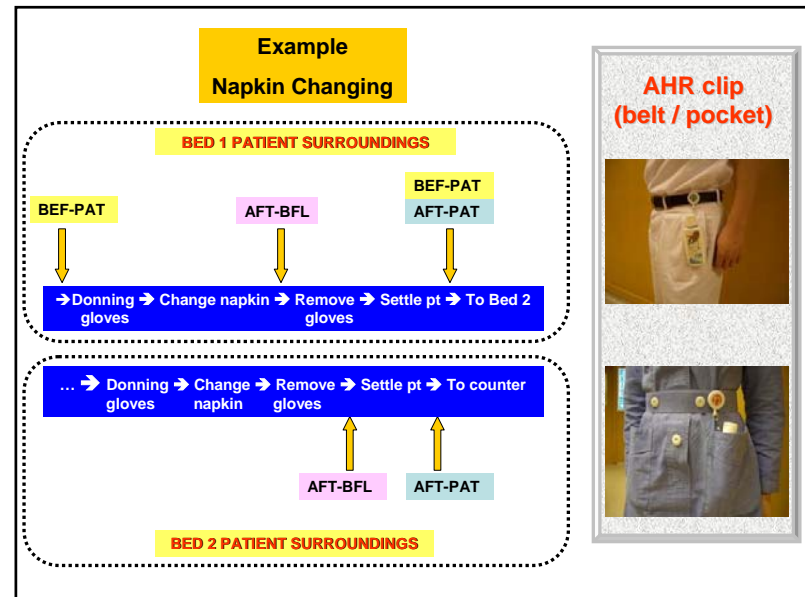 Example
Napkin Changing
AHR clip
(belt / pocket)
BED 1 PATIENT SURROUNDINGS
BEF-PAT
AFT-BFL
BEF-PAT
AFT-PAT
→Donning → Change napkin → Remove → Settle pt → To Bed 2
gloves gloves
… → Donning → Change → Remove → Settle pt → To counter
gloves napkin gloves
AFT-BFL
AFT-PAT
BED 2 PATIENT SURROUNDINGS